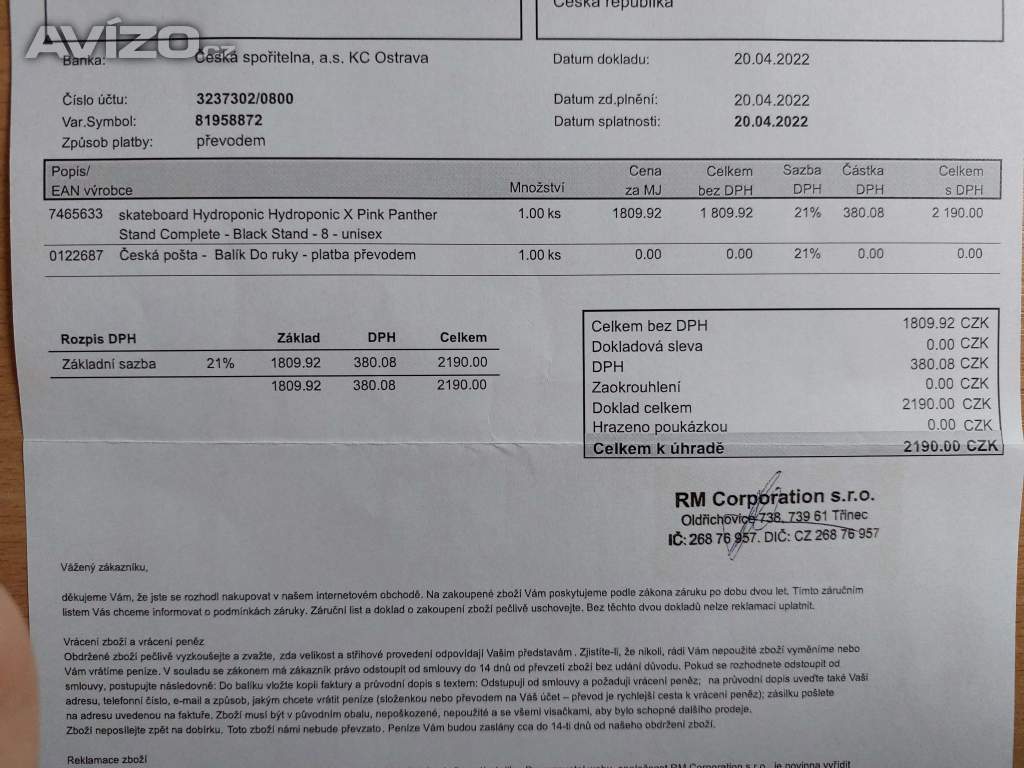 Česká republika
AVÍZO.cz
Banka: Česká spořitelna, a.s. KC Ostrava
Datum dokladu: 20.04.2022
Číslo účtu: 3237302/0800
Datum zd.plnění: 20.04.2022
Var.Symbol: 81958872
Datum splatnosti: 20.04.2022
Způsob platby: převodem
Popis/ Cena Celkem Sazba Částka Celkem
EAN výrobce Množství za MJ bez DPH DPH DPH s DPH
7465633 skateboard Hydroponic Hydroponic X Pink Panther 1.00 ks 1809.92 1 809.92 21% 380.08 2 190.00
Stand Complete - Black Stand - 8 - unisex
0122687 Česká pošta - Balík Do ruky - platba převodem 1.00 ks 0.00 0.00 21% 0.00 0.00
Rozpis DPH Základ DPH Celkem
Základní sazba 21% 1809.92 380.08 2190.00
1809.92 380.08 2190.00
Celkem bez DPH 1809.92 CZK
Dokladová sleva 0.00 CZK
DPH 380.08 CZK
Zaokrouhlení 0.00 CZK
Doklad celkem 2190.00 CZK
Hrazeno poukázkou 0.00 CZK
Celkem k úhradě 2190.00 CZK
RM Corporation s.r.o.
Oldřichovice 738, 739 61 Třinec
IČ: 268 76 957. DIČ: CZ 268 76 957
Vážený zákazníku,
děkujeme Vám, že jste se rozhodl nakupovat v našem internetovém obchodě. Na zakoupené zboží Vám poskytujeme podle zákona záruku po dobu dvou let. Tímto záručním
listem Vás chceme informovat o podmínkách záruky. Záruční list a doklad o zakoupení zboží pečlivě uschovejte. Bez těchto dvou dokladů nelze reklamaci uplatnit.
Vrácení zboží a vrácení peněz
Obdržené zboží pečlivě vyzkoušejte a zvažte, zda velikost a střihové provedení odpovídají Vašim představám . Zjistíte-li, že nikoli, rádi Vám nepoužité zboží vyměníme nebo
Vám vrátíme peníze. V souladu se zákonem má zákazník právo odstoupit od smlouvy do 14 dnů od převzetí zboží bez udání důvodu. Pokud se rozhodnete odstoupit od
smlouvy, postupujte následovně: Do balíku vložte kopii faktury a průvodní dopis s textem: Odstupuji od smlouvy a požaduji vrácení peněz; na průvodní dopis uveďte také Vaši
adresu, telefonní číslo, e-mail a způsob, jakým chcete vrátit peníze (složenkou nebo převodem na Váš účet – převod je rychlejší cesta k vrácení peněz); zásilku pošlete
na adresu uvedenou na faktuře. Zboží musí být v původním obalu, nepoškozené, nepoužité a se všemi visačkami, aby bylo schopné dalšího prodeje.
Zboží neposílejte zpět na dobírku. Toto zboží námi nebude převzato. Peníze Vám budou zaslány cca do 14-ti dnů od našeho obdržení zboží.
Reklamace zboží
společnost RM Corporation s.r.o. je povinna vyřídit